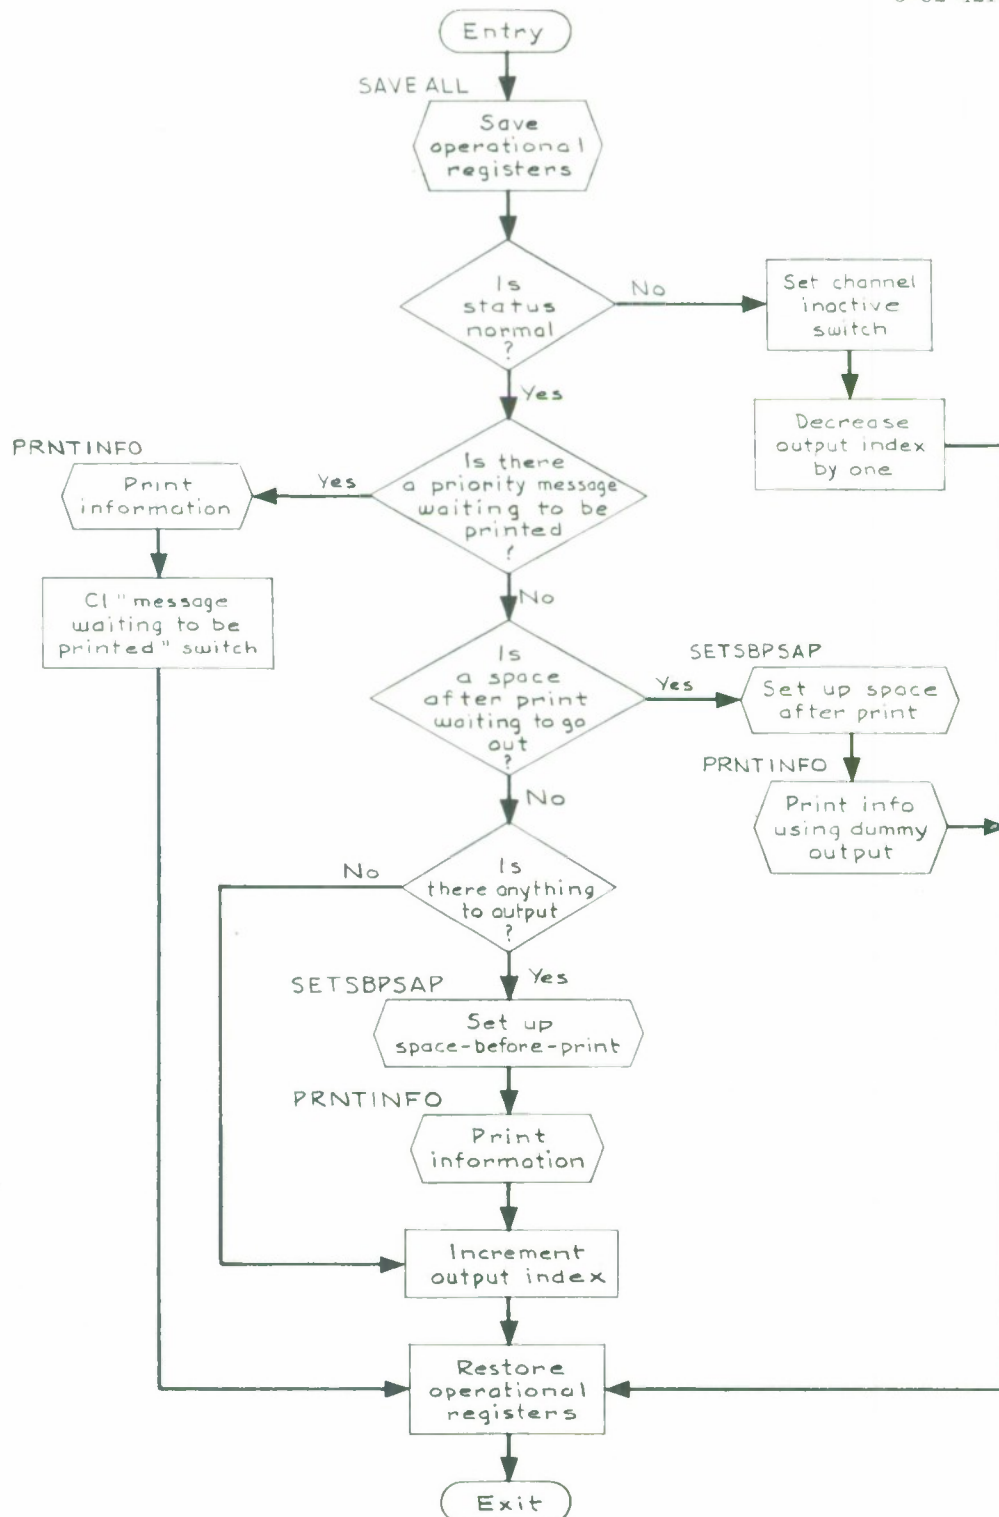 Entry
SAVE ALL
Save
operational
registers
Is
status
normal
?
No
Set channel
inactive
switch
Yes
Decrease
output index
by one
PRNTINFO
Print
information
Yes
Is there
a priority message
waiting to be
printed
?
Cl "message
waiting to be
printed" switch
No
Is
a space
after print
waiting to go
out
?
Yes
SETSBPSAP
Set up space
after print
PRNTINFO
Print info
using dummy
output
No
Is
there anything
to output
?
No
Yes
SETSBPSAP
Set up
space-before-print
PRNTINFO
Print
information
Increment
output index
Restore
operational
registers
Exit